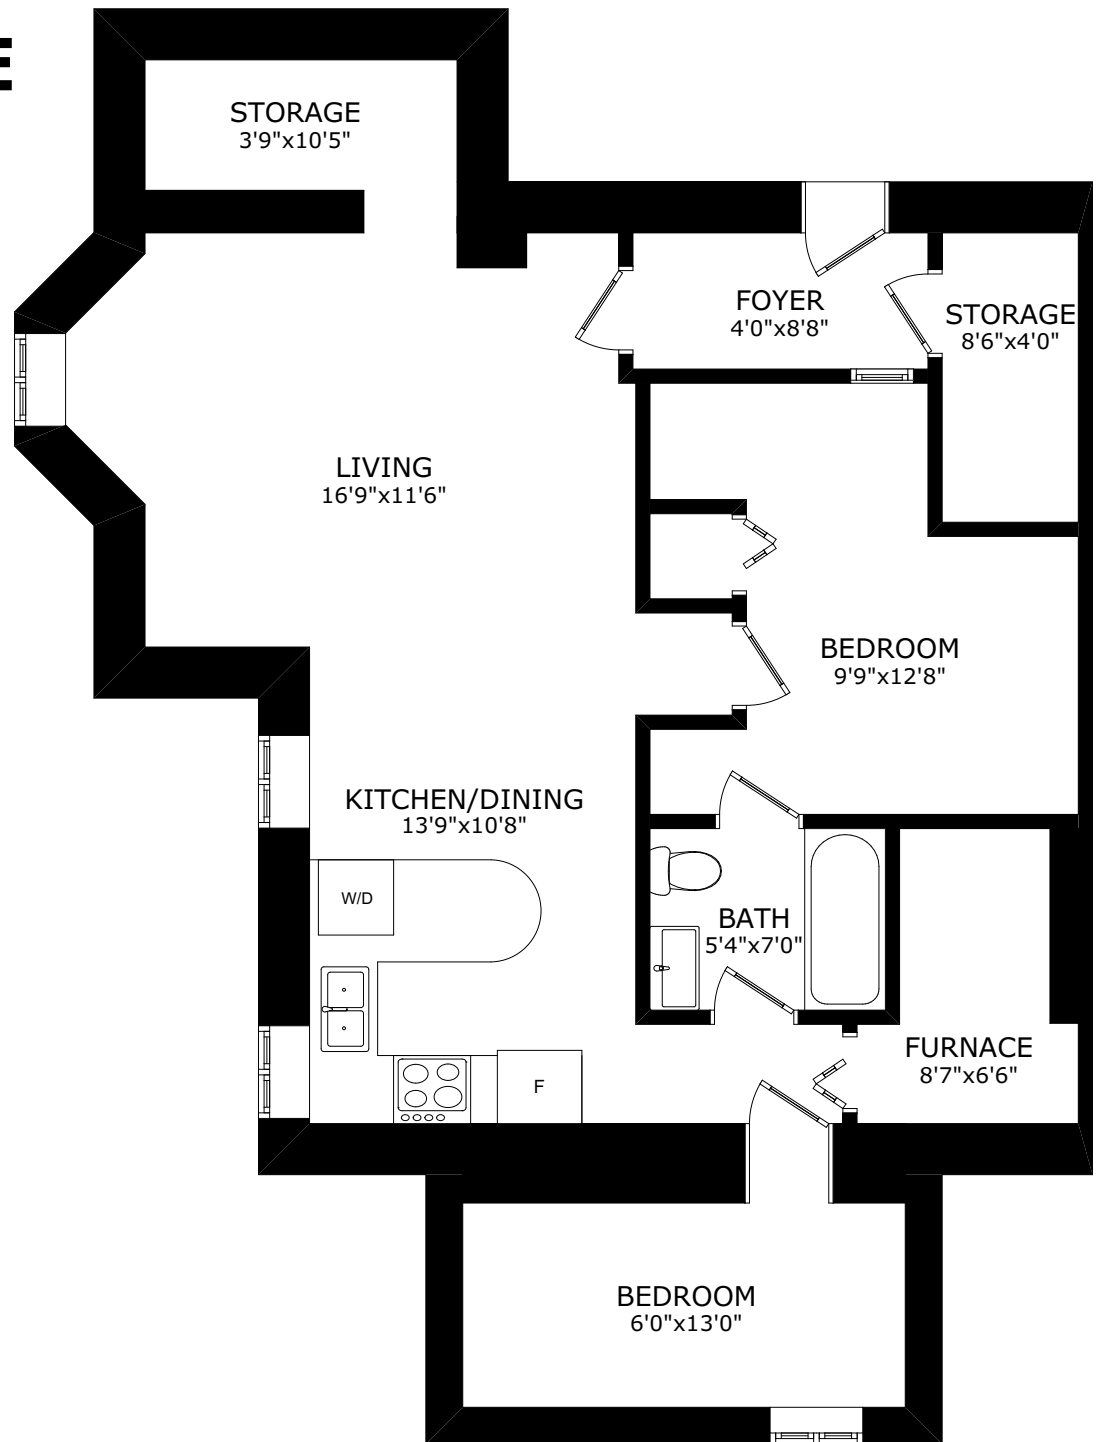 E
STORAGE
3'9"x10'5"
FOYER
4'0"x8'8"
STORAGE
8'6"x4'0"
LIVING
16'9"x11'6"
BEDROOM
9'9"x12'8"
KITCHEN/DINING
13'9"x10'8"
W/D
BATH
5'4"x7'0"
FURNACE
8'7"x6'6"
F
BEDROOM
6'0"x13'0"